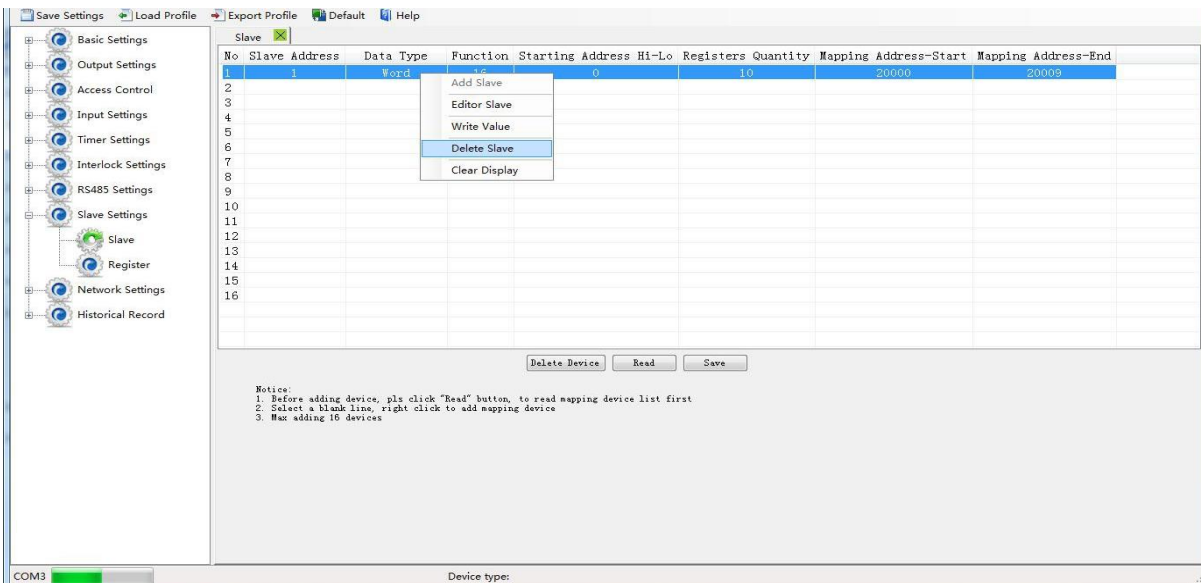 Save Settings Load Profile Export Profile Default Help
Basic Settings
Output Settings
Access Control
Input Settings
Timer Settings
Interlock Settings
RS485 Settings
Slave Settings
Slave
Register
Network Settings
Historical Record
Slave
No Slave Address Data Type Function Starting Address Hi-Lo Registers Quantity Mapping Address-Start Mapping Address-End
1 1 Word 16 0 10 20000 20009
2
3
4
5
6
7
8
9
10
11
12
13
14
15
16
Add Slave
Editor Slave
Write Value
Delete Slave
Clear Display
Delete Device Read Save
Notice:
1. Before adding device, pls click "Read" button, to read mapping device list first
2. Select a blank line, right click to add mapping device
3. Max adding 16 devices
COM3 Device type: